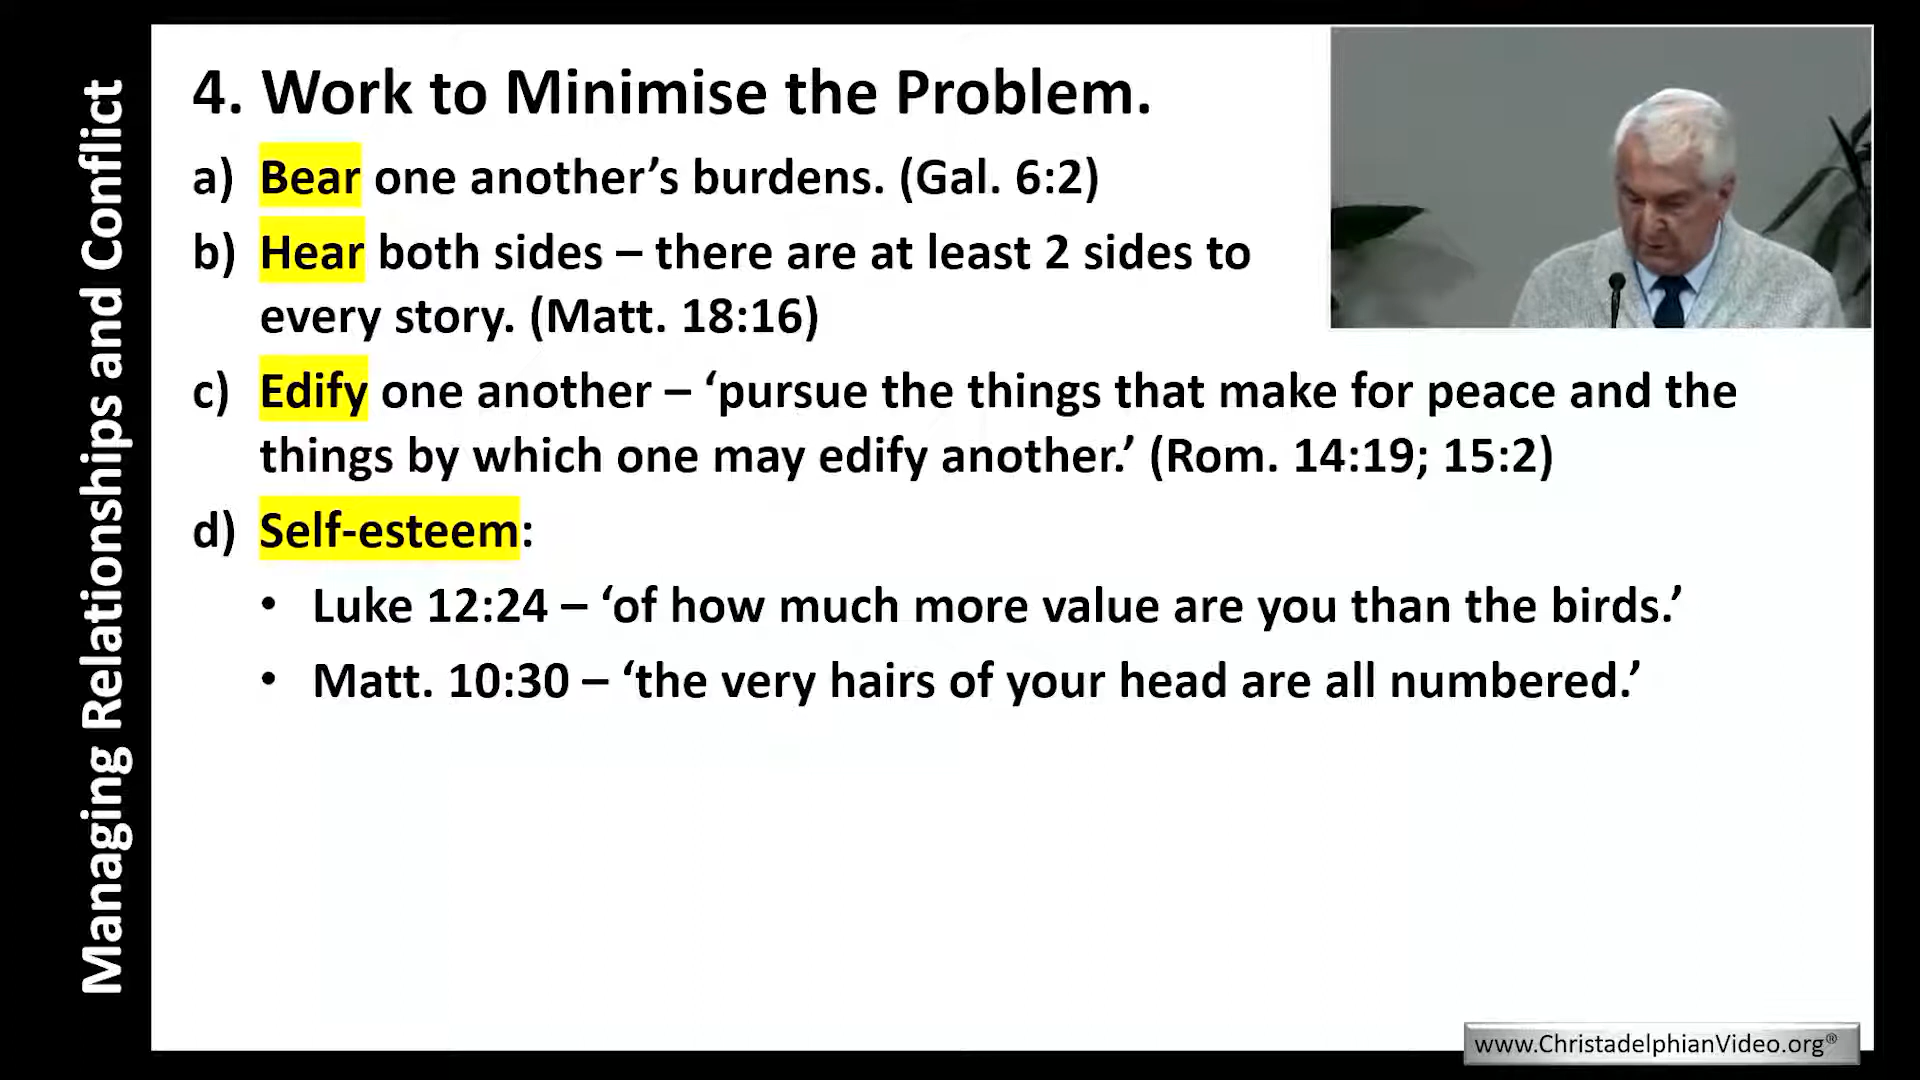 Managing Relationships and Conflict
4. Work to Minimise the Problem.
a) Bear one another’s burdens. (Gal. 6:2)
b) Hear both sides – there are at least 2 sides to
every story. (Matt. 18:16)
c) Edify one another – ‘pursue the things that make for peace and the
things by which one may edify another.’ (Rom. 14:19; 15:2)
d) Self-esteem:
• Luke 12:24 – ‘of how much more value are you than the birds.’
• Matt. 10:30 – ‘the very hairs of your head are all numbered.’
www.ChristadelphianVideo.org®